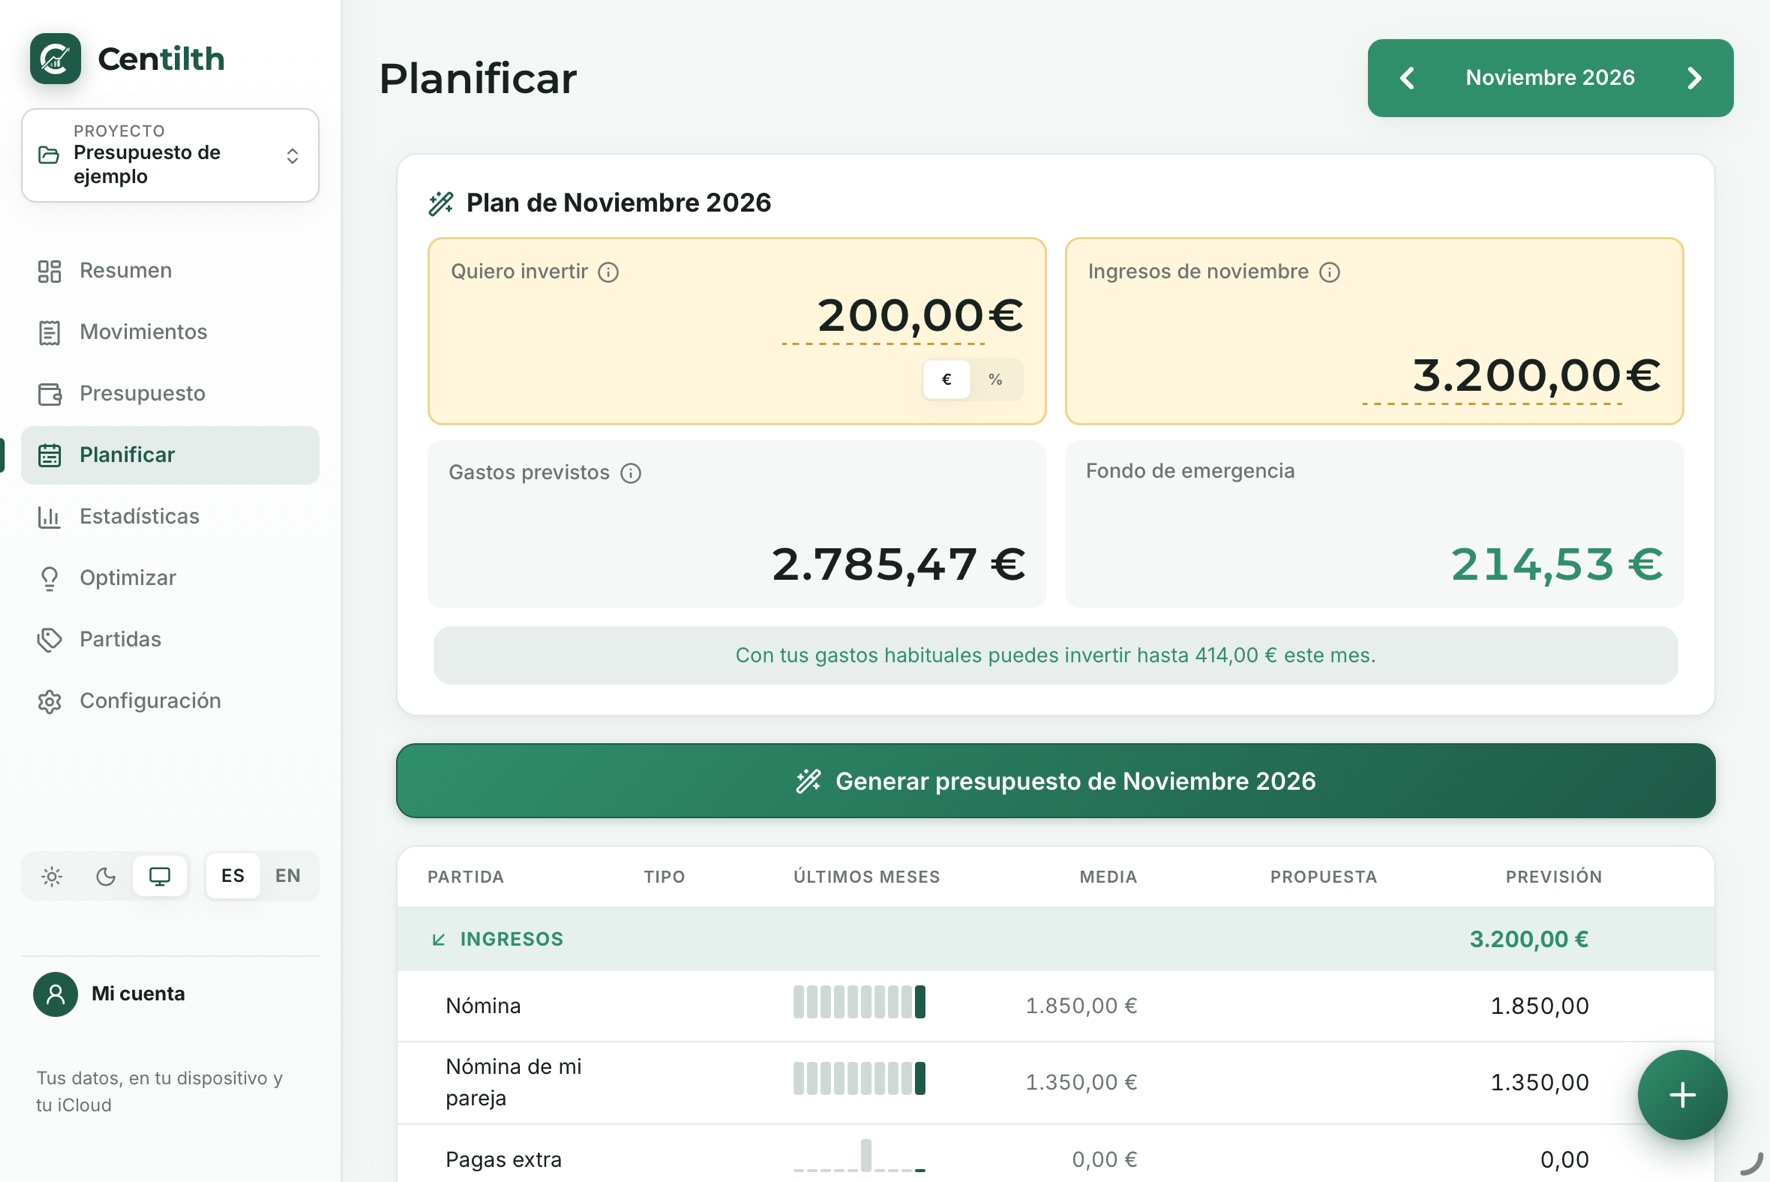 Centilth
PROYECTO
Presupuesto de
ejemplo
Resumen
Movimientos
Presupuesto
Planificar
Estadísticas
Optimizar
Partidas
Configuración
ES EN
Mi cuenta
Tus datos, en tu dispositivo y
tu iCloud
Planificar
Noviembre 2026
Plan de Noviembre 2026
Quiero invertir
200,00€
€ %
Ingresos de noviembre
3.200,00€
Gastos previstos
2.785,47 €
Fondo de emergencia
214,53 €
Con tus gastos habituales puedes invertir hasta 414,00 € este mes.
Generar presupuesto de Noviembre 2026
PARTIDA TIPO ÚLTIMOS MESES MEDIA PROPUESTA PREVISIÓN
INGRESOS 3.200,00 €
Nómina 1.850,00 € 1.850,00
Nómina de mi
pareja 1.350,00 € 1.350,00
Pagas extra 0,00 € 0,00